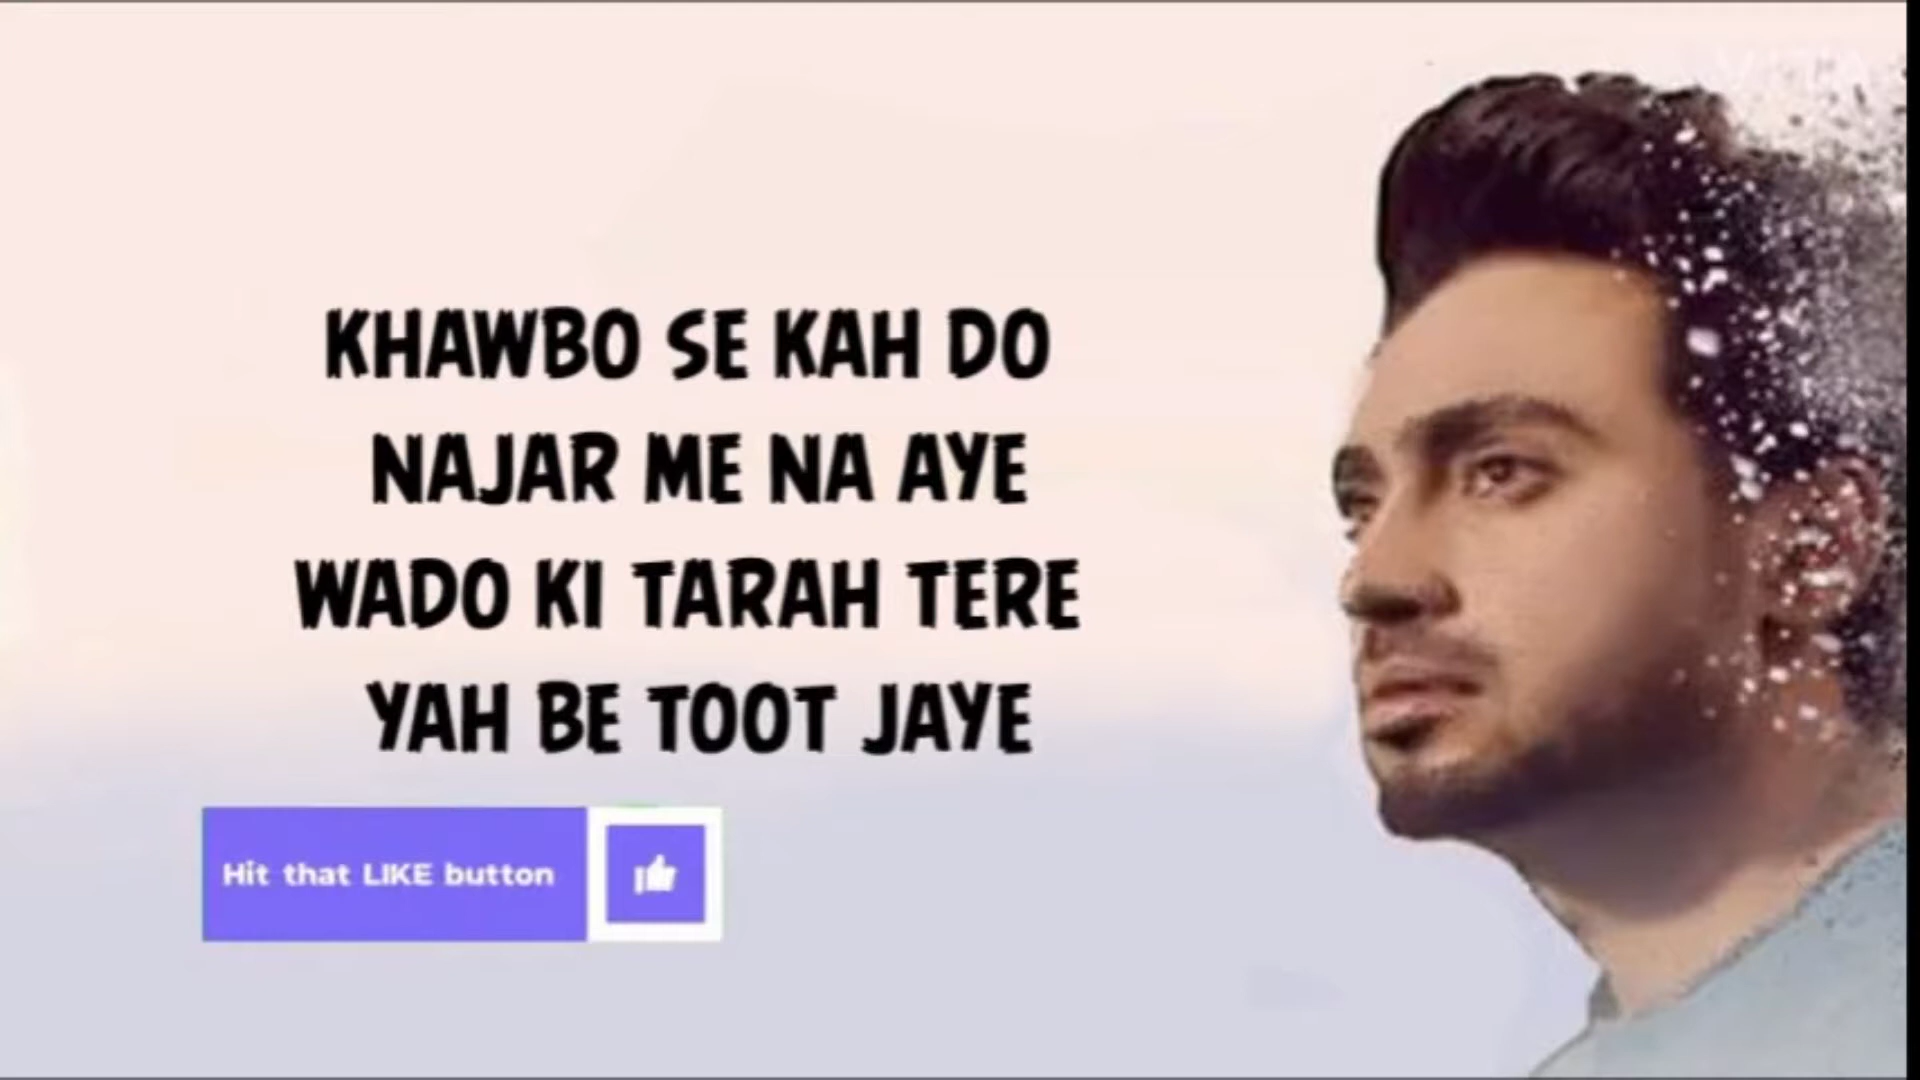 KHAWBO SE KAH DO
NAJAR ME NA AYE
WADO KI TARAH TERE
YAH BE TOOT JAYE
Hit that LIKE button